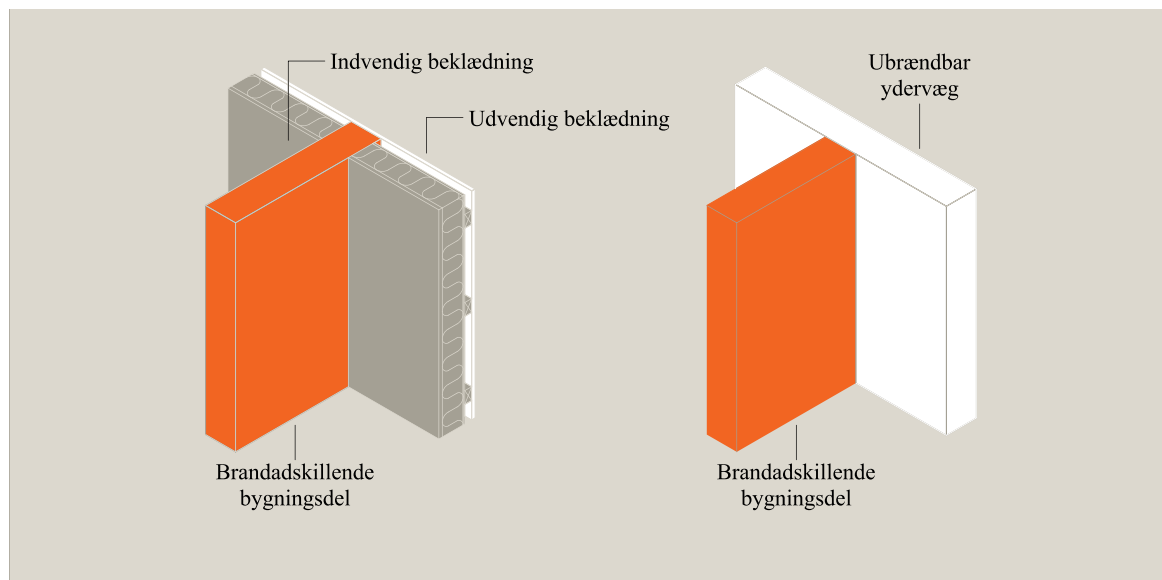 Indvendig beklædning
Udvendig beklædning
Brandadskillende
bygningsdel
Ubrændbar
ydervæg
Brandadskillende
bygningsdel